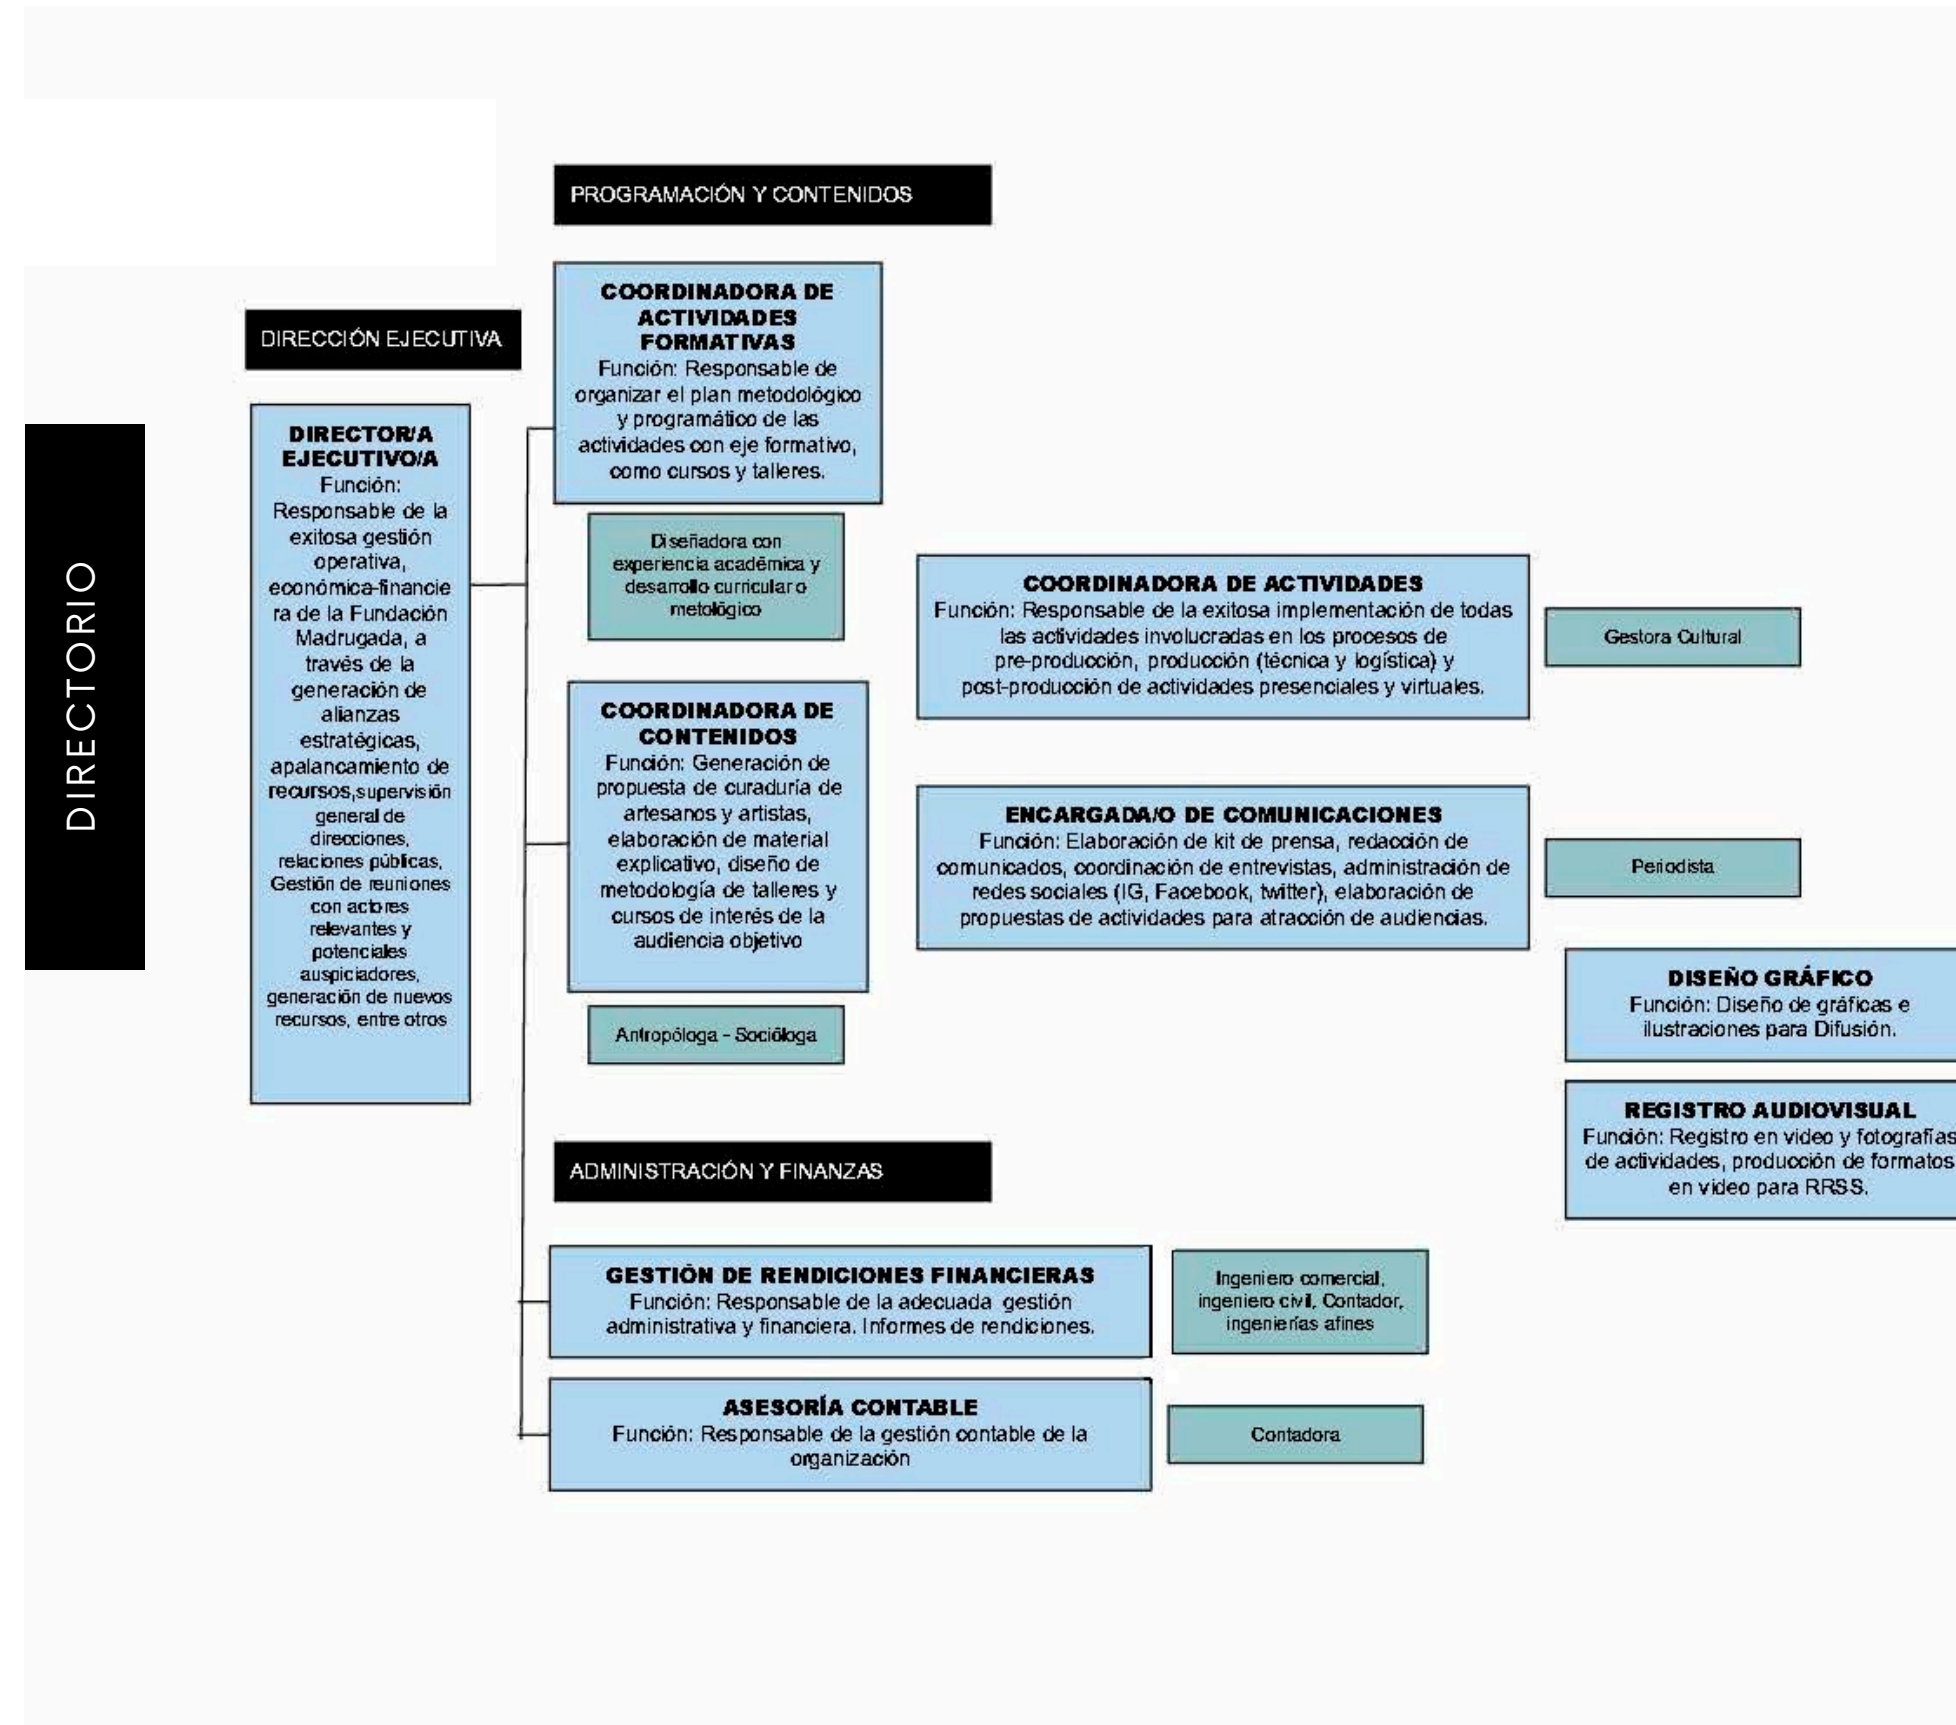 DIRECTORIO
DIRECCIÓN EJECUTIVA
DIRECTOR/A
EJECUTIVO/A
Función:
Responsable de la
exitosa gestión
operativa,
económica-financie
ra de la Fundación
Madrugada, a
través de la
generación de
alianzas
estratégicas,
apalancamiento de
recursos,supervisión
general de
direcciones,
relaciones públicas,
Gestión de reuniones
con actores
relevantes y
potenciales
auspiciadores,
generación de nuevos
recursos, entre otros
PROGRAMACIÓN Y CONTENIDOS
COORDINADORA DE
ACTIVIDADES
FORMATIVAS
Función: Responsable de
organizar el plan metodológico
y programático de las
actividades con eje formativo,
como cursos y talleres.
Diseñadora con
experiencia académica y
desarrollo curricular o
metológico
COORDINADORA DE
CONTENIDOS
Función: Generación de
propuesta de curaduría de
artesanos y artistas,
elaboración de material
explicativo, diseño de
metodología de talleres y
cursos de interés de la
audiencia objetivo
Antropóloga - Socióloga
COORDINADORA DE ACTIVIDADES
Función: Responsable de la exitosa implementación de todas
las actividades involucradas en los procesos de
pre-producción, producción (técnica y logística) y
post-producción de actividades presenciales y virtuales.
Gestora Cultural
ENCARGADA/O DE COMUNICACIONES
Función: Elaboración de kit de prensa, redacción de
comunicados, coordinación de entrevistas, administración de
redes sociales (IG, Facebook, twitter), elaboración de
propuestas de actividades para atracción de audiencias.
Periodista
DISEÑO GRÁFICO
Función: Diseño de gráficas e
ilustraciones para Difusión.
REGISTRO AUDIOVISUAL
Función: Registro en video y fotografías
de actividades, producción de formatos
en video para RRSS.
ADMINISTRACIÓN Y FINANZAS
GESTIÓN DE RENDICIONES FINANCIERAS
Función: Responsable de la adecuada gestión
administrativa y financiera. Informes de rendiciones.
Ingeniero comercial,
ingeniero civil, Contador,
ingenierías afines
ASESORÍA CONTABLE
Función: Responsable de la gestión contable de la
organización
Contadora